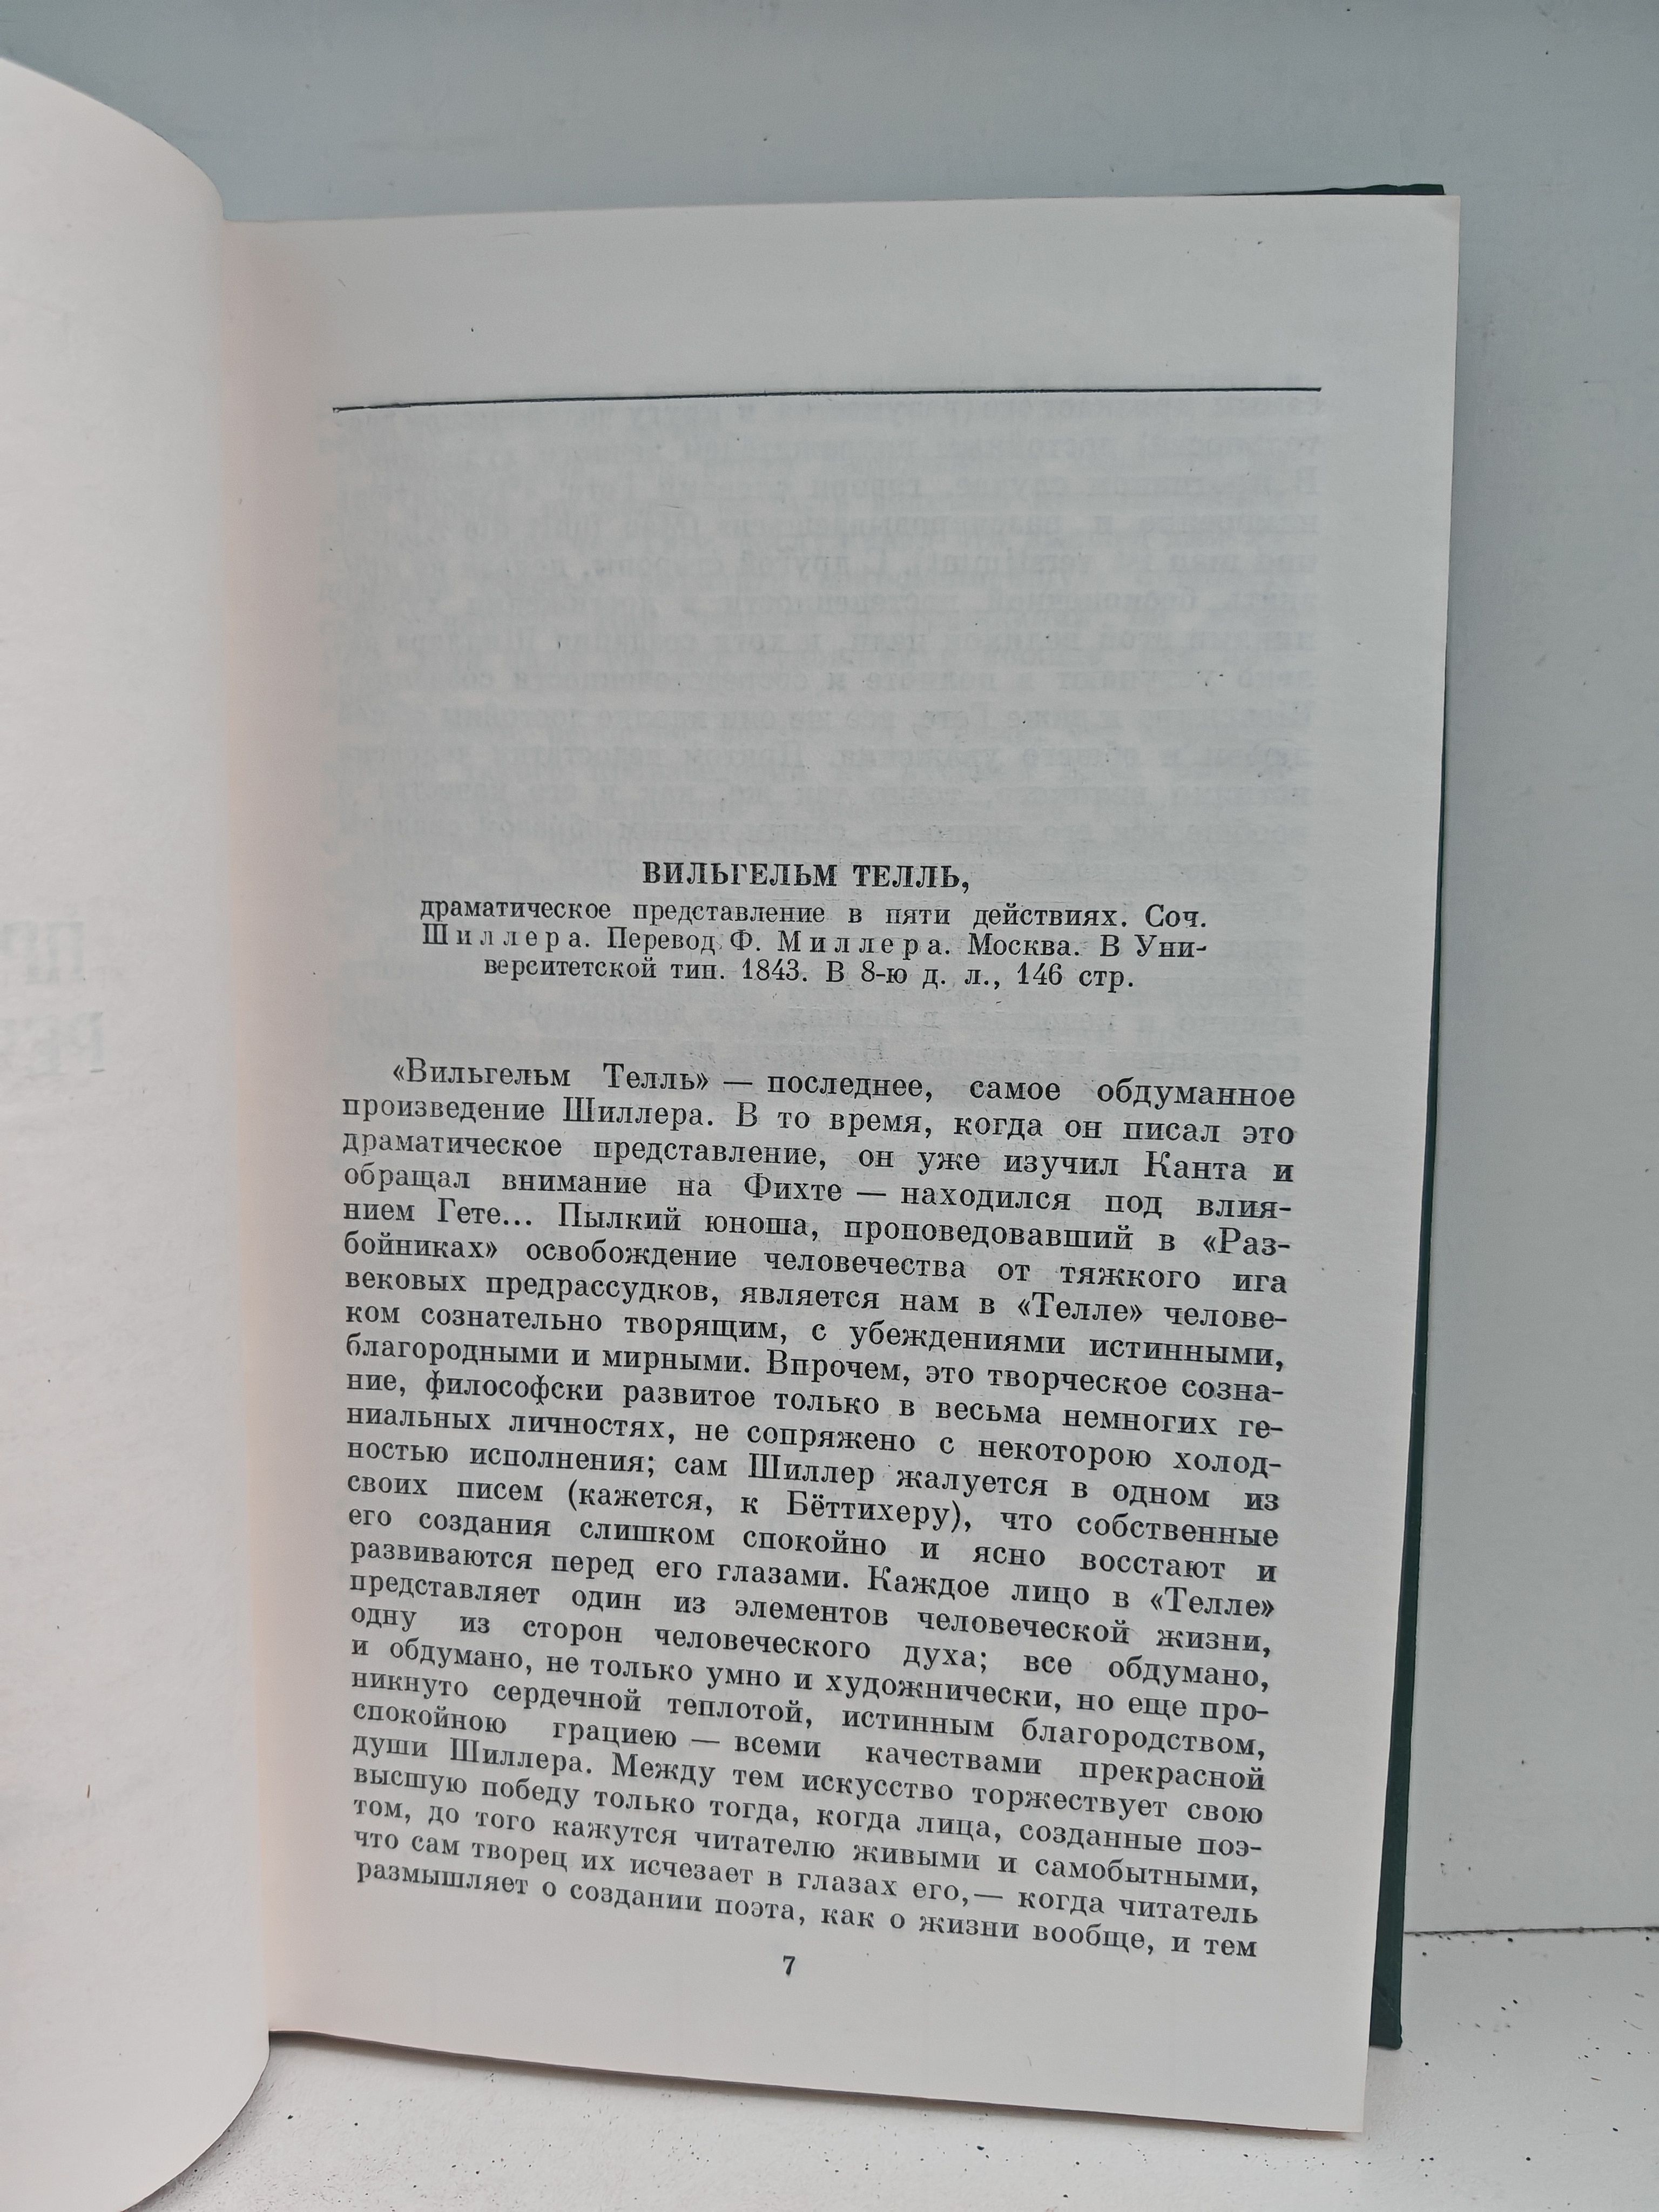 ВИЛЬГЕЛЬМ ТЕЛЛЬ,
драматическое представление в пяти действиях. Соч.
Шиллера. Перевод Ф. Миллера. Москва. В Уни-
верситетской тип. 1843. В 8-ю д. л., 146 стр.
«Вильгельм Телль» — последнее, самое обдуманное
произведение Шиллера. В то время, когда он писал это
драматическое представление, он уже изучил Канта и
обращал внимание на Фихте — находился под влия-
нием Гете... Пылкий юноша, проповедовавший в «Раз-
бойниках» освобождение человечества от тяжкого ига
вековых предрассудков, является нам в «Телле» челове-
ком сознательно творящим, с убеждениями истинными,
благородными и мирными. Впрочем, это творческое созна-
ние, философски развитое только в весьма немногих ге-
ниальных личностях, не сопряжено с некоторою холод-
ностью исполнения; сам Шиллер жалуется в одном из
своих писем (кажется, к Бёттихеру), что собственные
его создания слишком спокойно и ясно восстают и
развиваются перед его глазами. Каждое лицо в «Телле»
представляет один из элементов человеческой жизни,
одну из сторон человеческого духа; все обдумано,
и обдумано, не только умно и художнически, но еще про-
никнуто сердечной теплотой, истинным благородством,
спокойною грациею — всеми качествами прекрасной
души Шиллера. Между тем искусство торжествует свою
высшую победу только тогда, когда лица, созданные поэ-
том, до того кажутся читателю живыми и самобытными,
что сам творец их исчезает в глазах его,— когда читатель
размышляет о создании поэта, как о жизни вообще, и тем
7